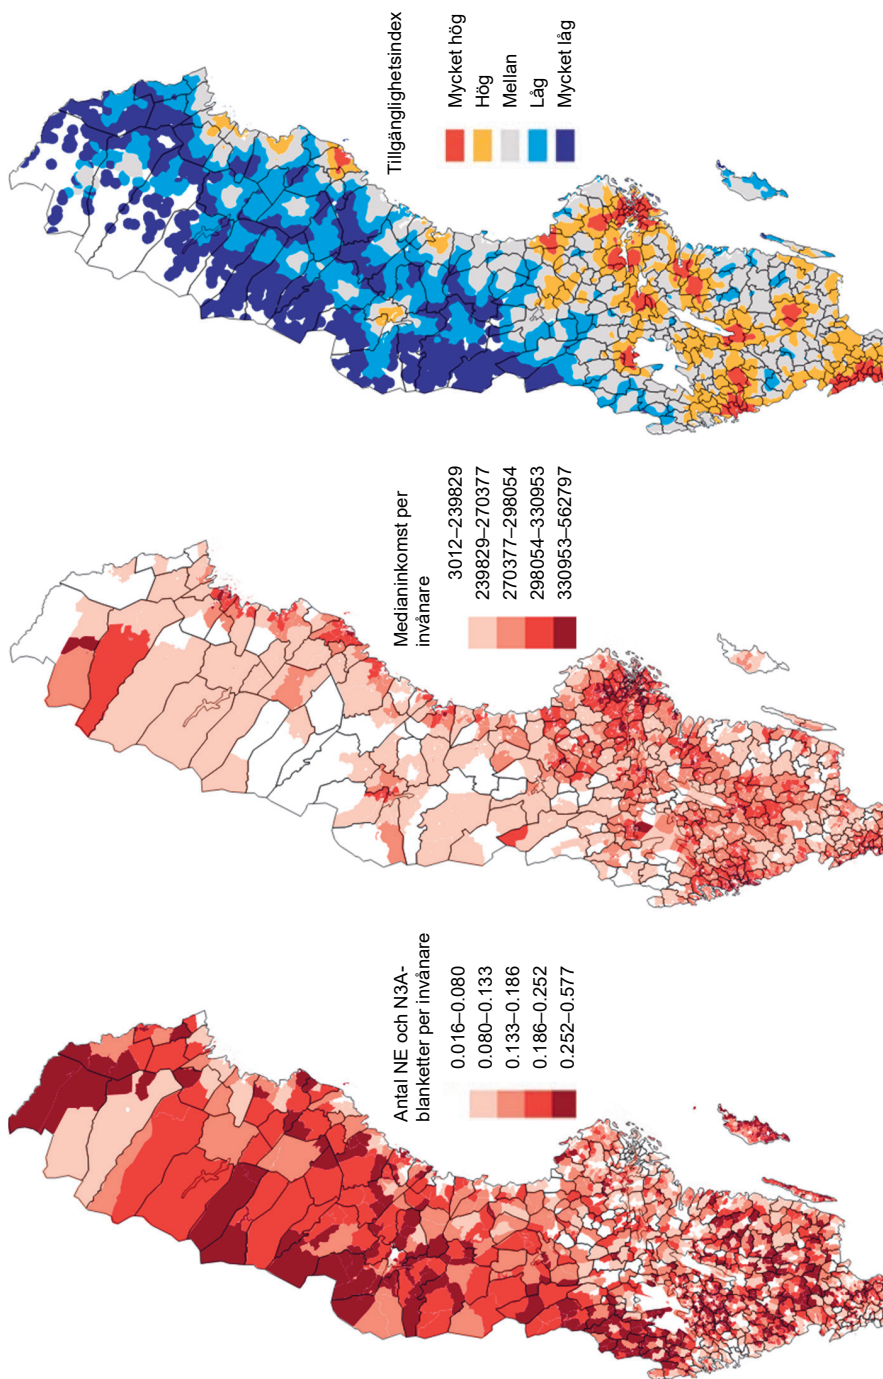 Tillgänglighetsindex
Mycket hög
Hög
Mellan
Låg
Mycket låg
Medianinkomst per
invånare
3012–239829
239829–270377
270377–298054
298054–330953
330953–562797
Antal NE och N3A-
blanketter per invånare
0.016–0.080
0.080–0.133
0.133–0.186
0.186–0.252
0.252–0.577